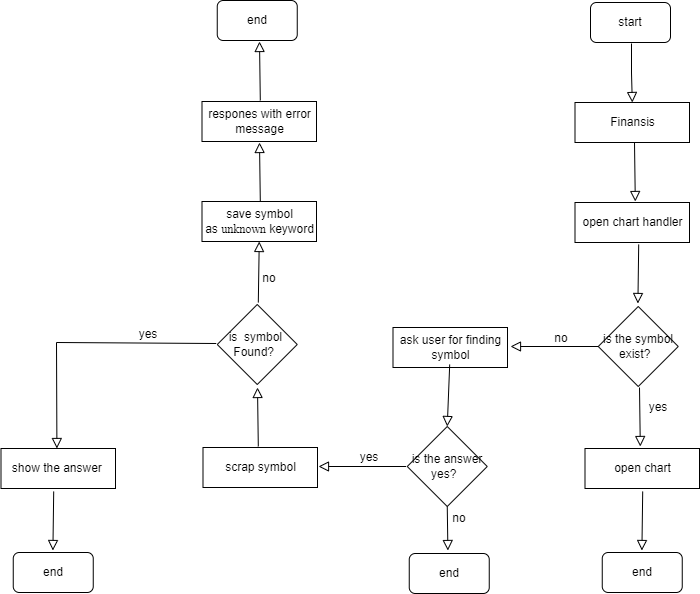 end
start
respones with error
message
Finansis
save symbol
as unknown keyword
open chart handler
no
yes
is  symbol
Found?
ask user for finding
symbol
no
is the symbol
exist?
yes
show the answer
scrap symbol
yes
is the answer
yes?
open chart
no
end
end
end